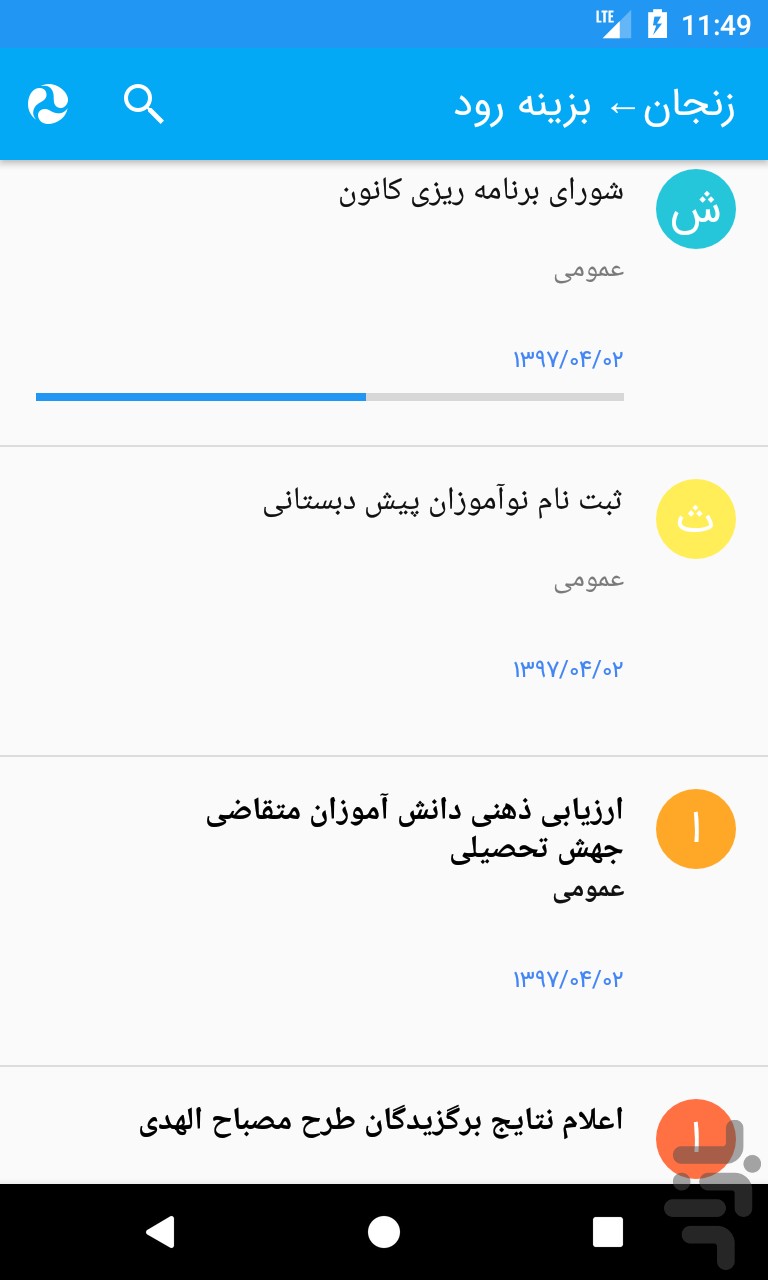 LTE 11:49
زنجان← بزینه رود
ش
شورای برنامه ریزی کانون
عمومی
۱۳۹۷/۰۴/۰۲
ث
ثبت نام نوآموزان پیش دبستانی
عمومی
۱۳۹۷/۰۴/۰۲
ا
ارزیابی ذهنی دانش آموزان متقاضی
جهش تحصیلی
عمومی
۱۳۹۷/۰۴/۰۲
ا
اعلام نتایج برگزیدگان طرح مصباح الهدی
بازار